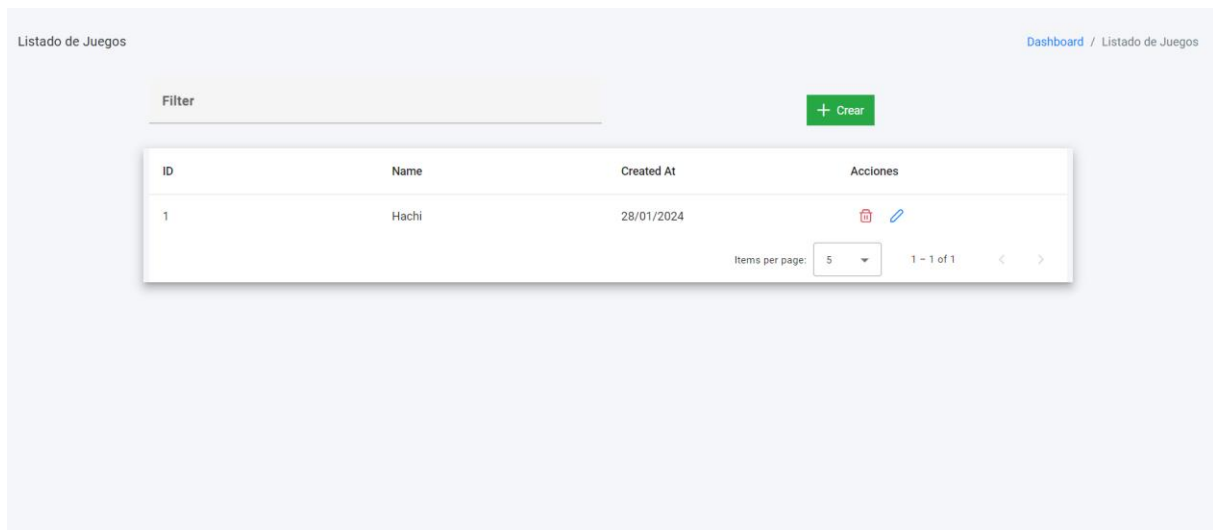 Listado de Juegos
Dashboard / Listado de Juegos
Filter
Crear
ID Name Created At Acciones
1 Hachi 28/01/2024
Items per page: 5 1 – 1 of 1